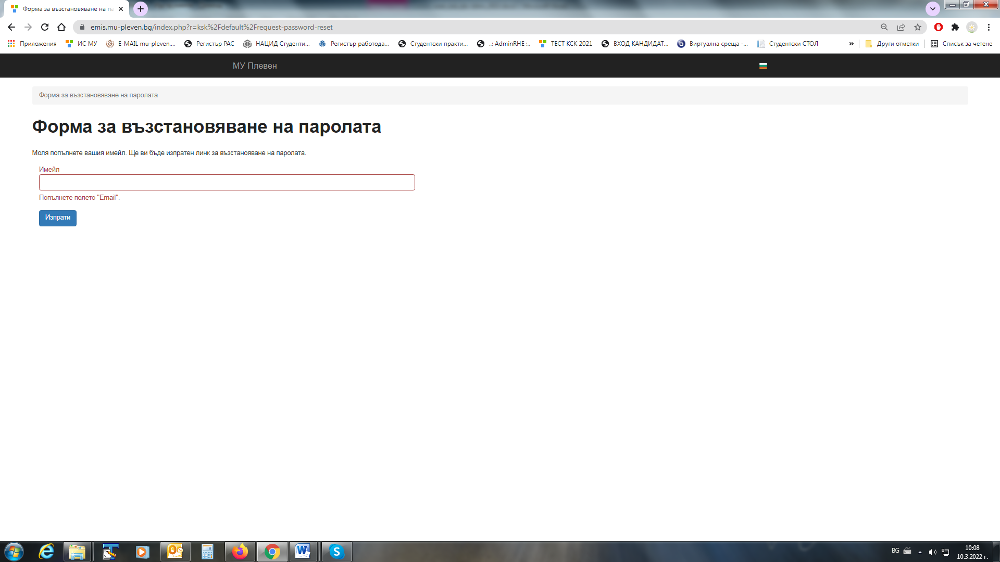 Форма за възстановяване на па
emis.mu-pleven.bg/index.php?r=ksk%2Fdefault%2Frequest-password-reset
Приложения
ИС МУ
E-MAIL mu-pleven....
Регистър РАС
НАЦИД Студенти...
Регистър работода...
Студентски практи...
..: AdminRHE :..
ТЕСТ КСК 2021
ВХОД КАНДИДАТ...
Виртуална среща -...
Студентски СТОЛ
»
Други отметки
Списък за четене
МУ Плевен
Форма за възстановяване на паролата
Форма за възстановяване на паролата
Моля попълнете вашия имейл. Ще ви бъде изпратен линк за възстанояване на паролата.
Имейл
Попълнете полето "Email".
Изпрати
BG
10:08
10.3.2022 г.